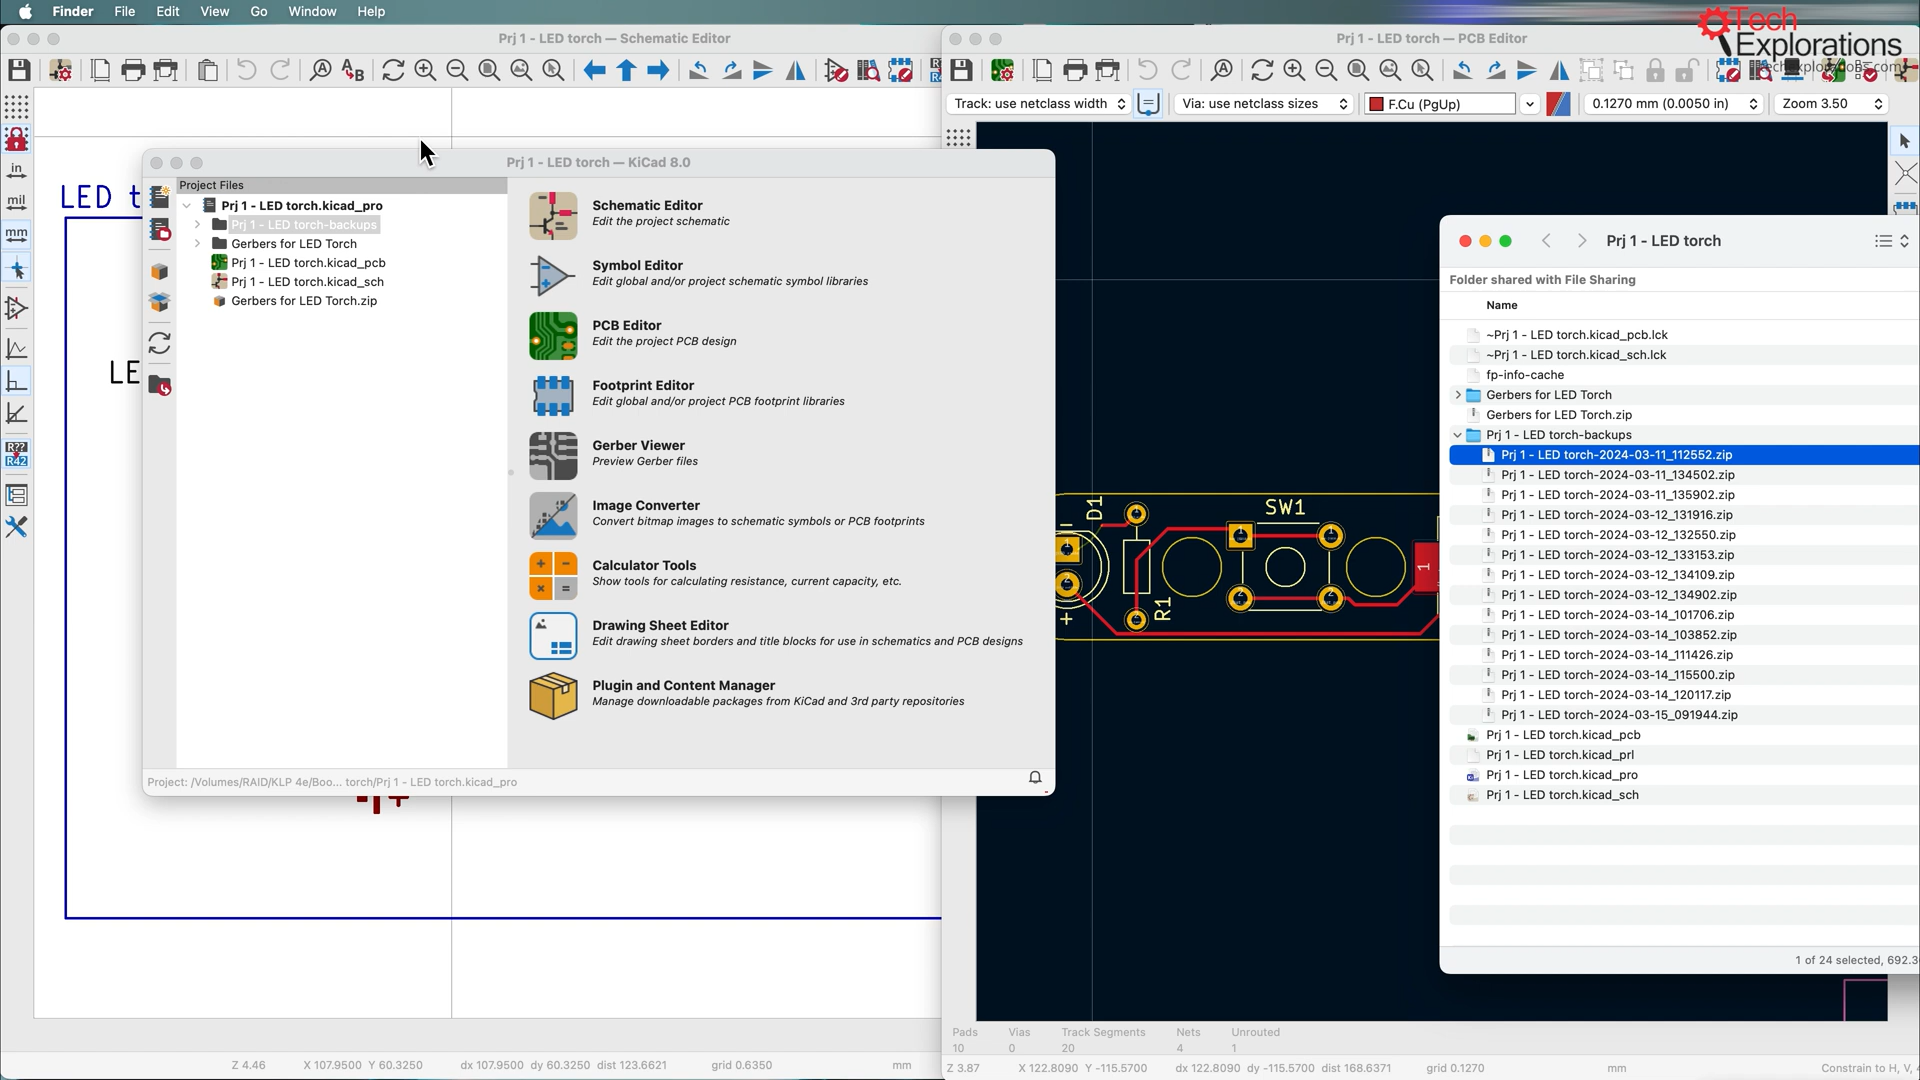 Finder File Edit View Go Window Help
Tech
Explorations
Prj 1 - LED torch — Schematic Editor
Prj 1 - LED torch — PCB Editor
Track: use netclass width
Via: use netclass sizes
F.Cu (PgUp)
0.1270 mm (0.0050 in)
Zoom 3.50
in
mil
mm
R??
R42
LED t
LE
Prj 1 - LED torch — KiCad 8.0
Project Files
Prj 1 - LED torch.kicad_pro
Prj 1 - LED torch-backups
Gerbers for LED Torch
Prj 1 - LED torch.kicad_pcb
Prj 1 - LED torch.kicad_sch
Gerbers for LED Torch.zip
Schematic Editor
Edit the project schematic
Symbol Editor
Edit global and/or project schematic symbol libraries
PCB Editor
Edit the project PCB design
Footprint Editor
Edit global and/or project PCB footprint libraries
Gerber Viewer
Preview Gerber files
Image Converter
Convert bitmap images to schematic symbols or PCB footprints
Calculator Tools
Show tools for calculating resistance, current capacity, etc.
Drawing Sheet Editor
Edit drawing sheet borders and title blocks for use in schematics and PCB designs
Plugin and Content Manager
Manage downloadable packages from KiCad and 3rd party repositories
Project: /Volumes/RAID/KLP 4e/Boo... torch/Prj 1 - LED torch.kicad_pro
D1
SW1
R1
1
Prj 1 - LED torch
Folder shared with File Sharing
Name
~Prj 1 - LED torch.kicad_pcb.lck
~Prj 1 - LED torch.kicad_sch.lck
fp-info-cache
Gerbers for LED Torch
Gerbers for LED Torch.zip
Prj 1 - LED torch-backups
Prj 1 - LED torch-2024-03-11_112552.zip
Prj 1 - LED torch-2024-03-11_134502.zip
Prj 1 - LED torch-2024-03-11_135902.zip
Prj 1 - LED torch-2024-03-12_131916.zip
Prj 1 - LED torch-2024-03-12_132550.zip
Prj 1 - LED torch-2024-03-12_133153.zip
Prj 1 - LED torch-2024-03-12_134109.zip
Prj 1 - LED torch-2024-03-12_134902.zip
Prj 1 - LED torch-2024-03-14_101706.zip
Prj 1 - LED torch-2024-03-14_103852.zip
Prj 1 - LED torch-2024-03-14_111426.zip
Prj 1 - LED torch-2024-03-14_115500.zip
Prj 1 - LED torch-2024-03-14_120117.zip
Prj 1 - LED torch-2024-03-15_091944.zip
Prj 1 - LED torch.kicad_pcb
Prj 1 - LED torch.kicad_prl
Prj 1 - LED torch.kicad_pro
Prj 1 - LED torch.kicad_sch
1 of 24 selected, 692.3
Pads Vias Track Segments Nets Unrouted
10 0 20 4 1
Z 4.46 X 107.9500 Y 60.3250 dx 107.9500 dy 60.3250 dist 123.6621 grid 0.6350 mm
Z 3.87 X 122.8090 Y -115.5700 dx 122.8090 dy -115.5700 dist 168.6371 grid 0.1270 mm Constrain to H, V,